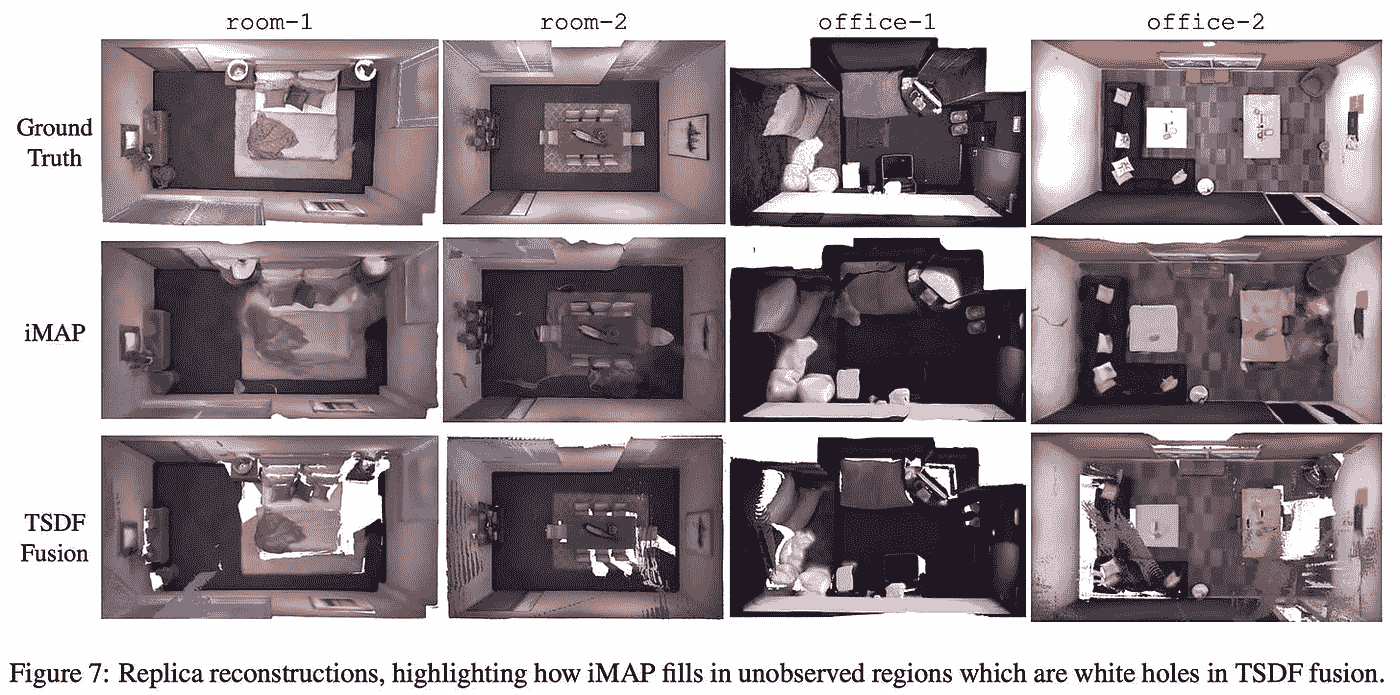 room-1 room-2 office-1 office-2
Ground
Truth
iMAP
TSDF
Fusion
Figure 7: Replica reconstructions, highlighting how iMAP fills in unobserved regions which are white holes in TSDF fusion.